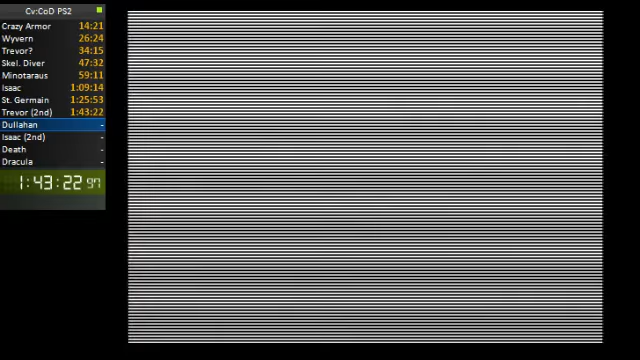 Cv:CoD PS2
Crazy Armor 14:21
Wyvern 26:24
Trevor? 34:15
Skel. Diver 47:32
Minotaraus 59:11
Isaac 1:09:14
St. Germain 1:25:53
Trevor (2nd) 1:43:22
Dullahan -
Isaac (2nd) -
Death -
Dracula -
1:43:22 97